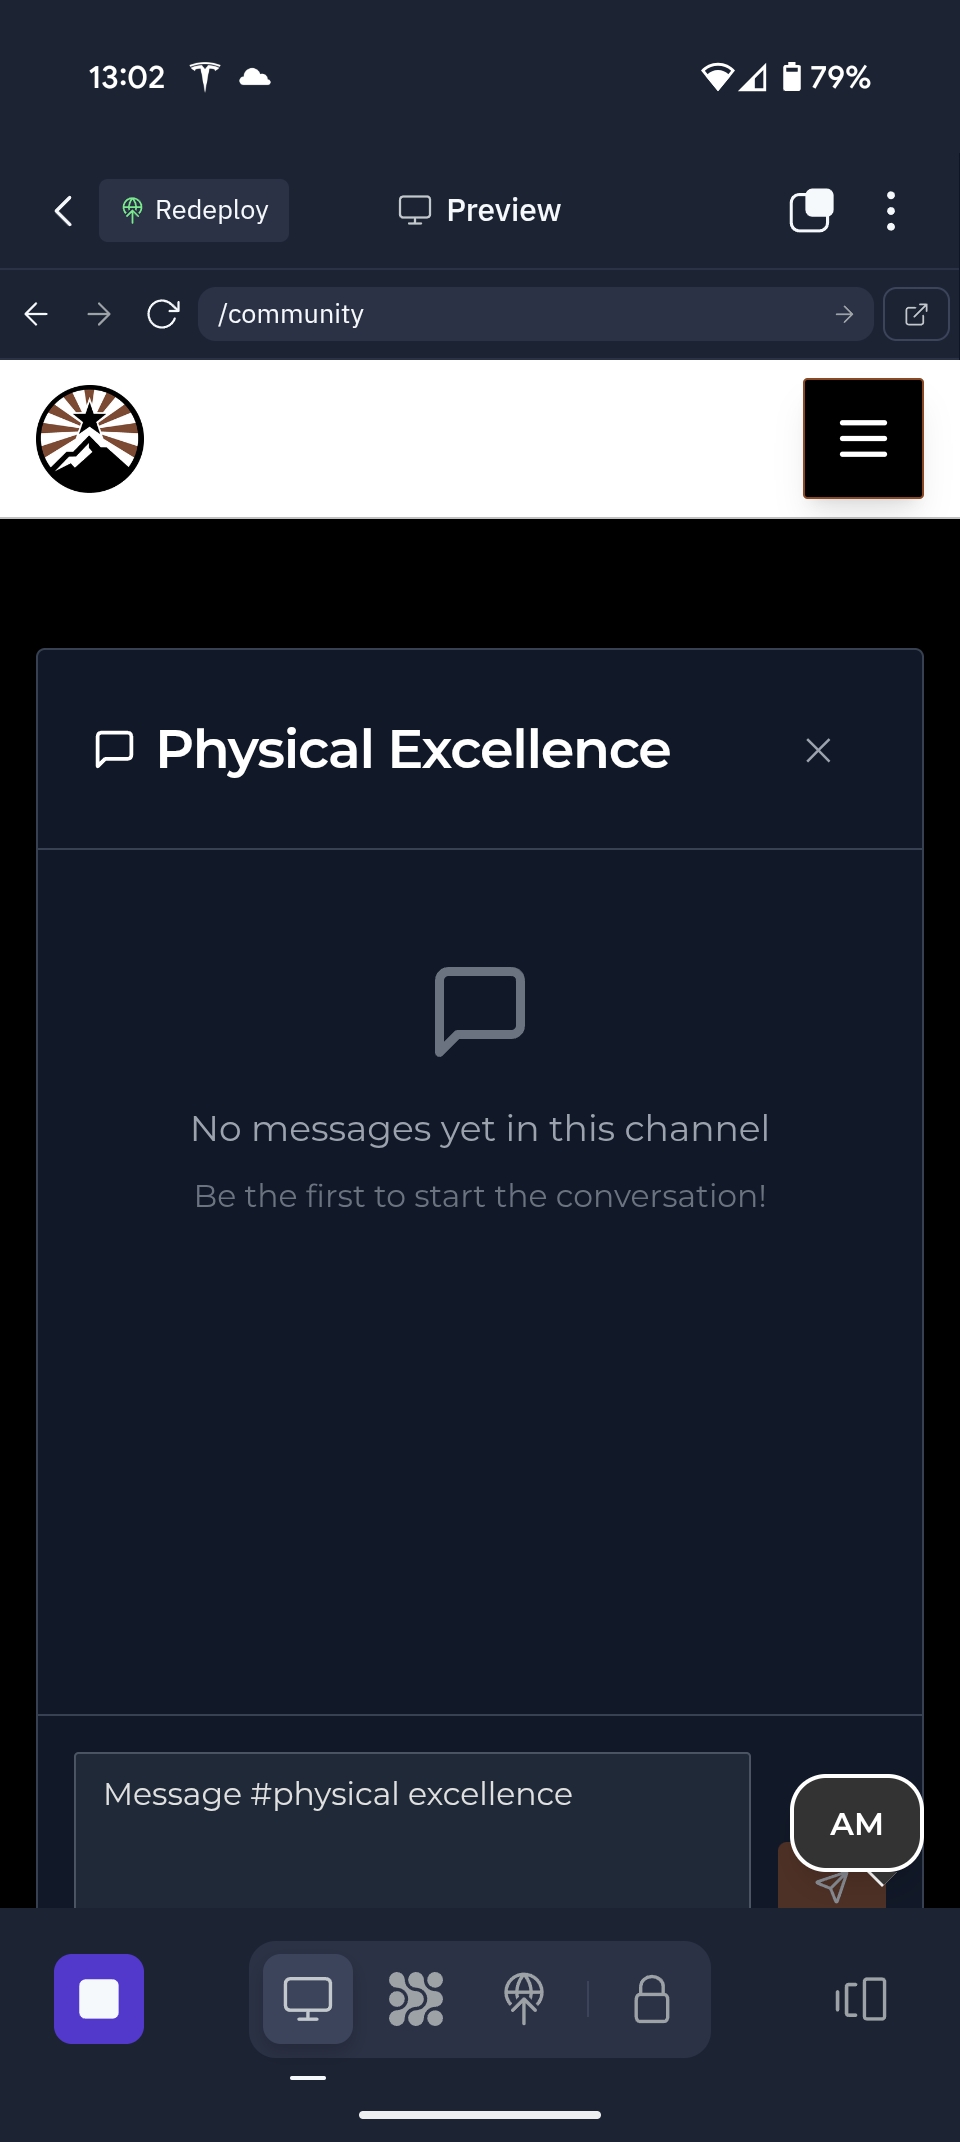 13:02
79%
Redeploy
Preview
/community
Physical Excellence
No messages yet in this channel
Be the first to start the conversation!
Message #physical excellence
AM